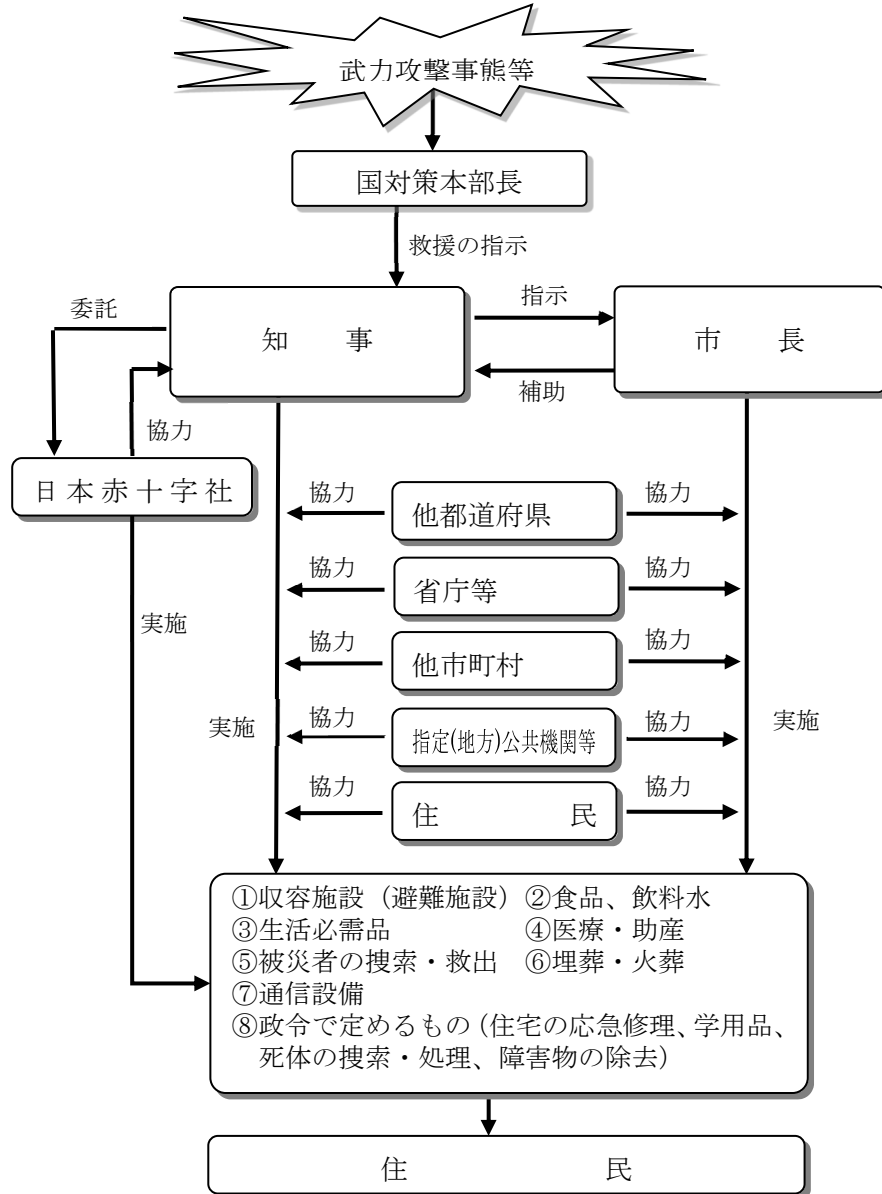 武力攻撃事態等
国対策本部長
救援の指示
委託
知　　事
指示
市　　長
補助
協力
日本赤十字社
協力
他都道府県
協力
協力
省庁等
協力
実施
協力
他市町村
協力
実施
協力
指定(地方)公共機関等
協力
実施
協力
住　　　　民
協力
①収容施設（避難施設）②食品、飲料水
③生活必需品　　　　　④医療・助産
⑤被災者の捜索・救出　⑥埋葬・火葬
⑦通信設備
⑧政令で定めるもの（住宅の応急修理、学用品、
死体の捜索・処理、障害物の除去）
住　　　　　民